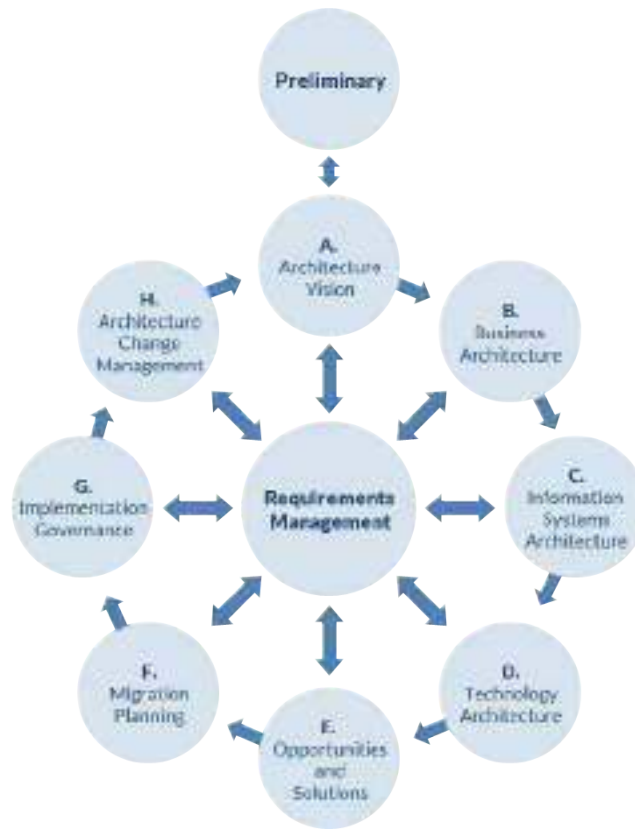 Preliminary
A.
Architecture
Vision
B.
Business
Architecture
C.
Information
Systems
Architecture
D.
Technology
Architecture
E.
Opportunities
and
Solutions
F.
Migration
Planning
G.
Implementation
Governance
H.
Architecture
Change
Management
Requirements
Management